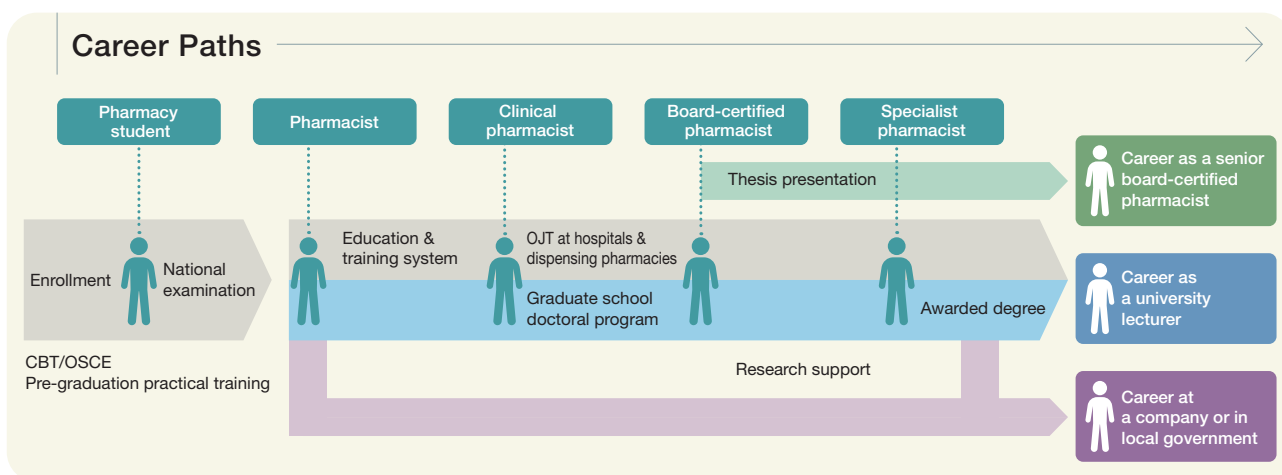 Career Paths
Pharmacy
student
Pharmacist
Clinical
pharmacist
Board-certified
pharmacist
Specialist
pharmacist
Thesis presentation
Career as a senior
board-certified
pharmacist
Enrollment
National
examination
Education &
training system
OJT at hospitals &
dispensing pharmacies
Graduate school
doctoral program
Awarded degree
Career as
a university
lecturer
CBT/OSCE
Pre-graduation practical training
Research support
Career at
a company or in
local government